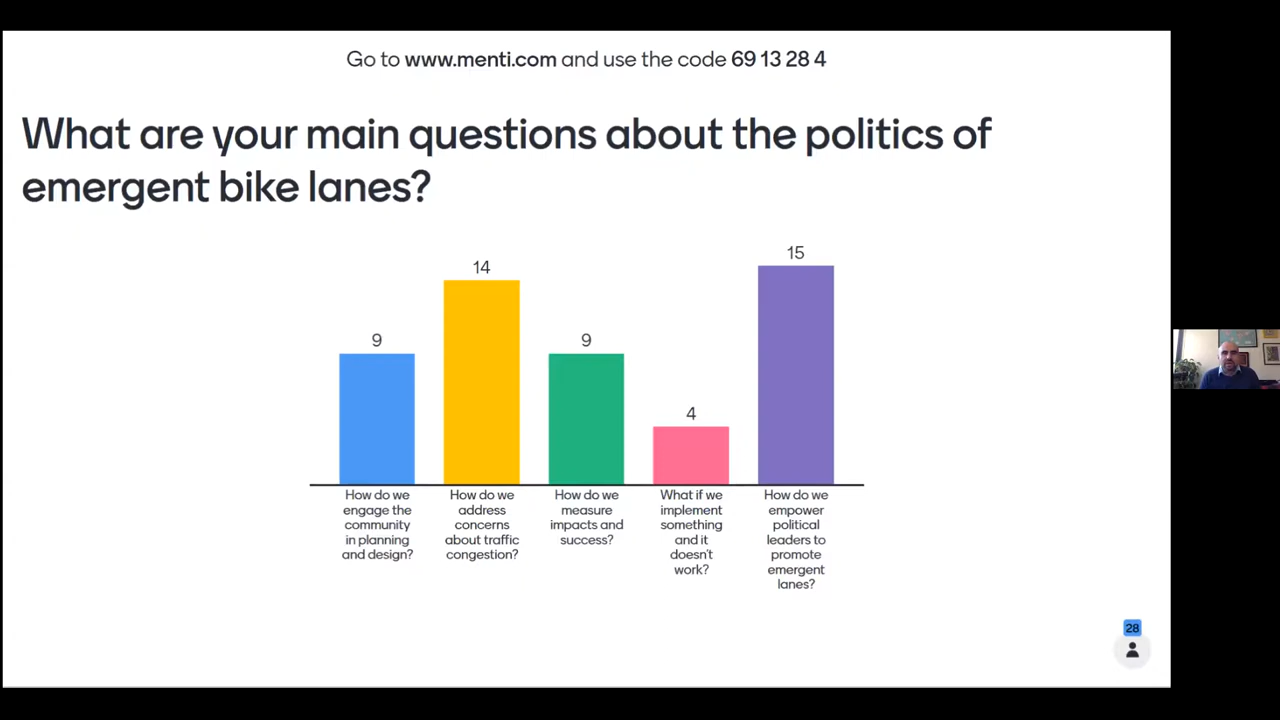 Go to www.menti.com and use the code 69 13 28 4
What are your main questions about the politics of
emergent bike lanes?
9
14
9
4
15
How do we
engage the
community
in planning
and design?
How do we
address
concerns
about traffic
congestion?
How do we
measure
impacts and
success?
What if we
implement
something
and it
doesn't
work?
How do we
empower
political
leaders to
promote
emergent
lanes?
28